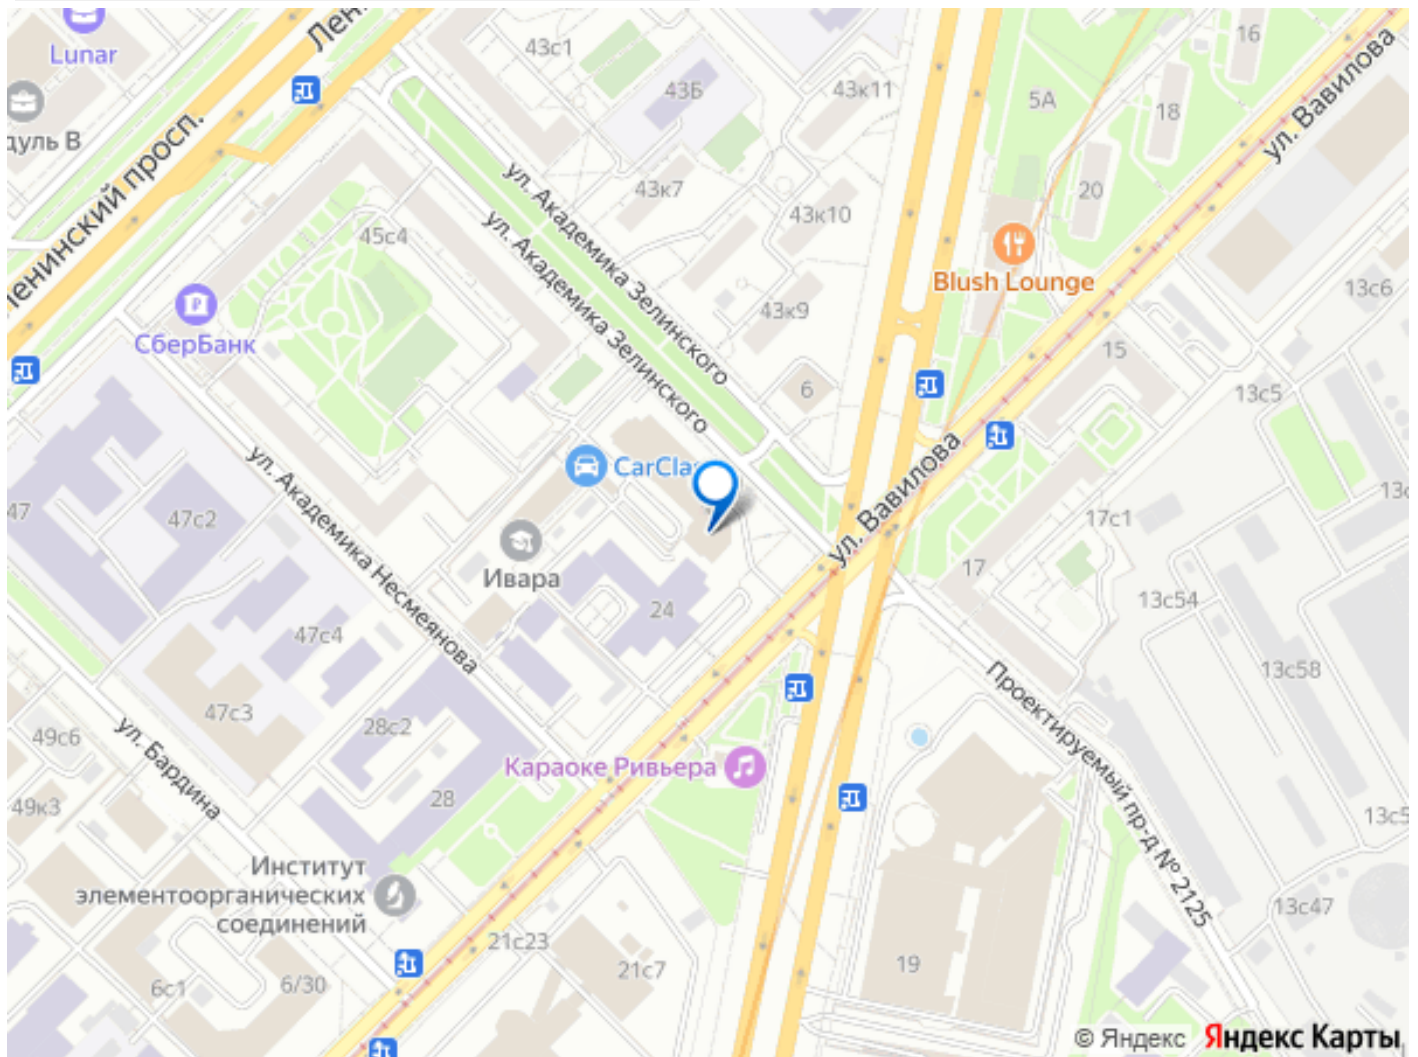 Lunar
Лен
43с1
16
43Б
43к11
5А
18
ул. Вавилова
дуль В
Ленинский просп.
ул. Академика Зелинского
43к7
20
45с4
ул. Академика Зелинского
43к10
Blush Lounge
13с6
43к9
СберБанк
15
6
13с5
CarCla
ул. Вавилова
ул. Академика Несмеянова
47
47с2
17с1
Ивара
17
13с54
24
47с4
13с58
Проектируемый пр-д № 2125
47с3
28с2
49с6
ул. Бардина
Караоке Ривьера
28
49к3
13с5
Институт
элементоорганических
соединений
13с47
21с23
21с7
19
6с1
6/30
© Яндекс Яндекс Карты